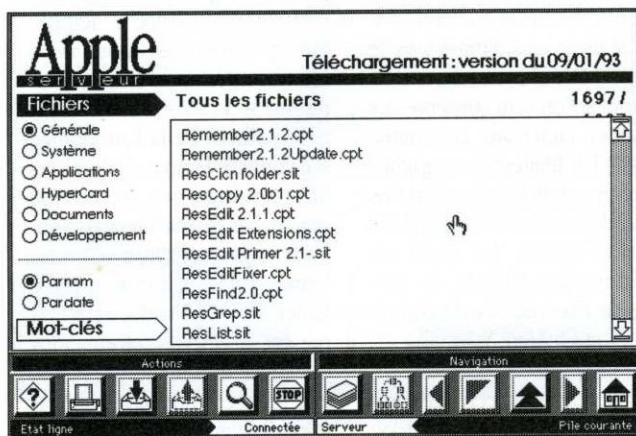 Apple
serveur
Téléchargement : version du 09/01/93
Fichiers
Tous les fichiers
1697/
Générale
Système
Applications
HyperCard
Documents
Développement
Par nom
Par date
Mot-clés
Remember2.1.2.cpt
Remember2.1.2Update.cpt
ResCicn folder.sit
ResCopy 2.0b1.cpt
ResEdit 2.1.1.cpt
ResEdit Extensions.cpt
ResEdit Primer 2.1-.sit
ResEditFixer.cpt
ResFind2.0.cpt
ResGrep.sit
ResList.sit
Actions
Navigation
?
STOP
Etat ligne
Connectée
Serveur
Pile courante